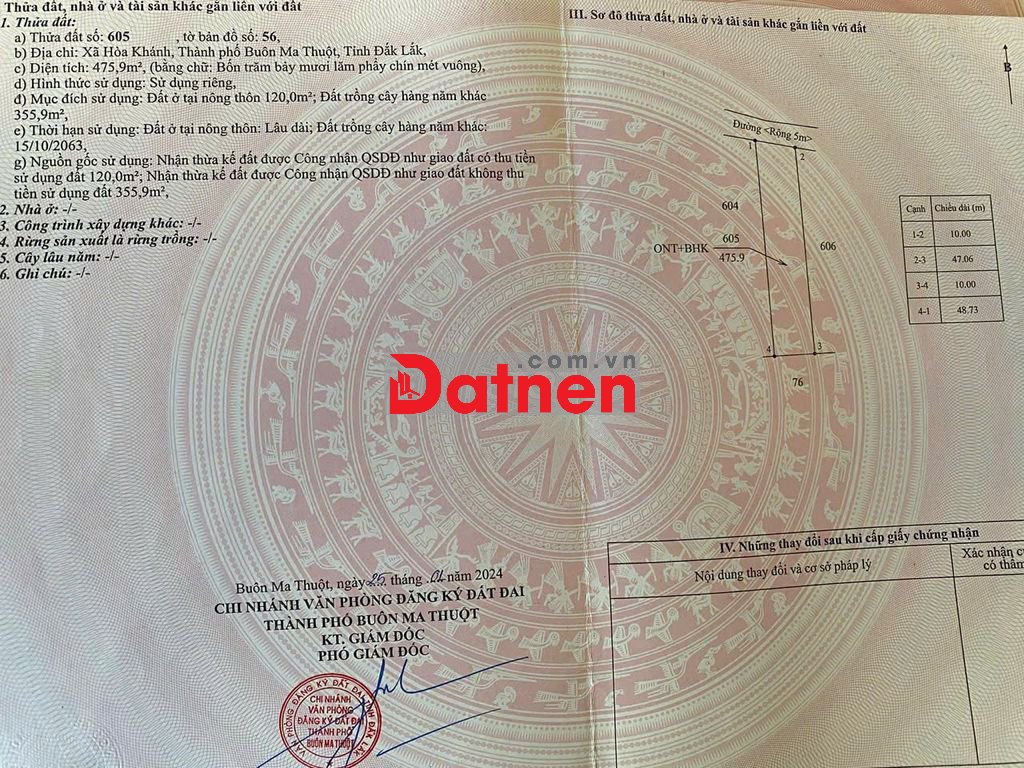 Thửa đất, nhà ở và tài sản khác gắn liền với đất
1. Thửa đất:
a) Thửa đất số: 605 , tờ bản đồ số: 56,
b) Địa chỉ: Xã Hòa Khánh, Thành phố Buôn Ma Thuột, Tỉnh Đắk Lắk,
c) Diện tích: 475,9m², (bằng chữ: Bốn trăm bảy mươi lăm phẩy chín mét vuông),
d) Hình thức sử dụng: Sử dụng riêng,
đ) Mục đích sử dụng: Đất ở tại nông thôn 120,0m²; Đất trồng cây hàng năm khác
355,9m²,
e) Thời hạn sử dụng: Đất ở tại nông thôn: Lâu dài; Đất trồng cây hàng năm khác:
15/10/2063,
g) Nguồn gốc sử dụng: Nhận thừa kế đất được Công nhận QSDĐ như giao đất có thu tiền
sử dụng đất 120,0m²; Nhận thừa kế đất được Công nhận QSDĐ như giao đất không thu
tiền sử dụng đất 355,9m²,
2. Nhà ở: -/-
3. Công trình xây dựng khác: -/-
4. Rừng sản xuất là rừng trồng: -/-
5. Cây lâu năm: -/-
6. Ghi chú: -/-
III. Sơ đồ thửa đất, nhà ở và tài sản khác gắn liền với đất
B
Đường <Rộng 5m>
1
2
604
ONT+BHK
605
475.9
606
4
3
76
Cạnh Chiều dài (m)
1-2 10.00
2-3 47.06
3-4 10.00
4-1 48.73
.com.vn
Datnen
Buôn Ma Thuột, ngày 25 tháng 01 năm 2024
CHI NHÁNH VĂN PHÒNG ĐĂNG KÝ ĐẤT ĐAI
THÀNH PHỐ BUÔN MA THUỘT
KT. GIÁM ĐỐC
PHÓ GIÁM ĐỐC
VĂN PHÒNG ĐĂNG KÝ ĐẤT ĐAI TỈNH ĐẮK LẮK
CHI NHÁNH
VĂN PHÒNG
ĐĂNG KÝ ĐẤT ĐAI
THÀNH PHỐ
BUÔN MA THUỘT
IV. Những thay đổi sau khi cấp giấy chứng nhận
Nội dung thay đổi và cơ sở pháp lý
Xác nhận c
có thẩm